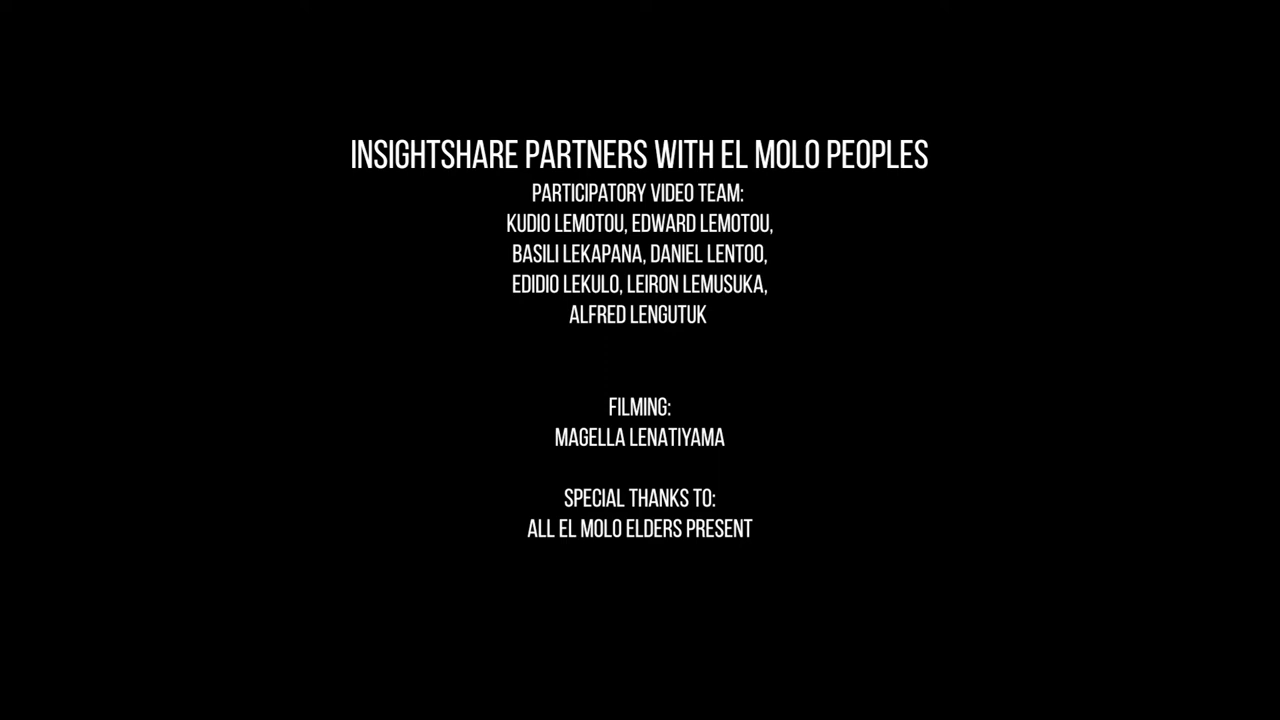 INSIGHTSHARE PARTNERS WITH EL MOLO PEOPLES
PARTICIPATORY VIDEO TEAM:
KUDIO LEMOTOU, EDWARD LEMOTOU,
BASILI LEKAPANA, DANIEL LENTOO,
EDIDIO LEKULO, LEIRON LEMUSUKA,
ALFRED LENGUTUK
FILMING:
MAGELLA LENATIYAMA
SPECIAL THANKS TO:
ALL EL MOLO ELDERS PRESENT